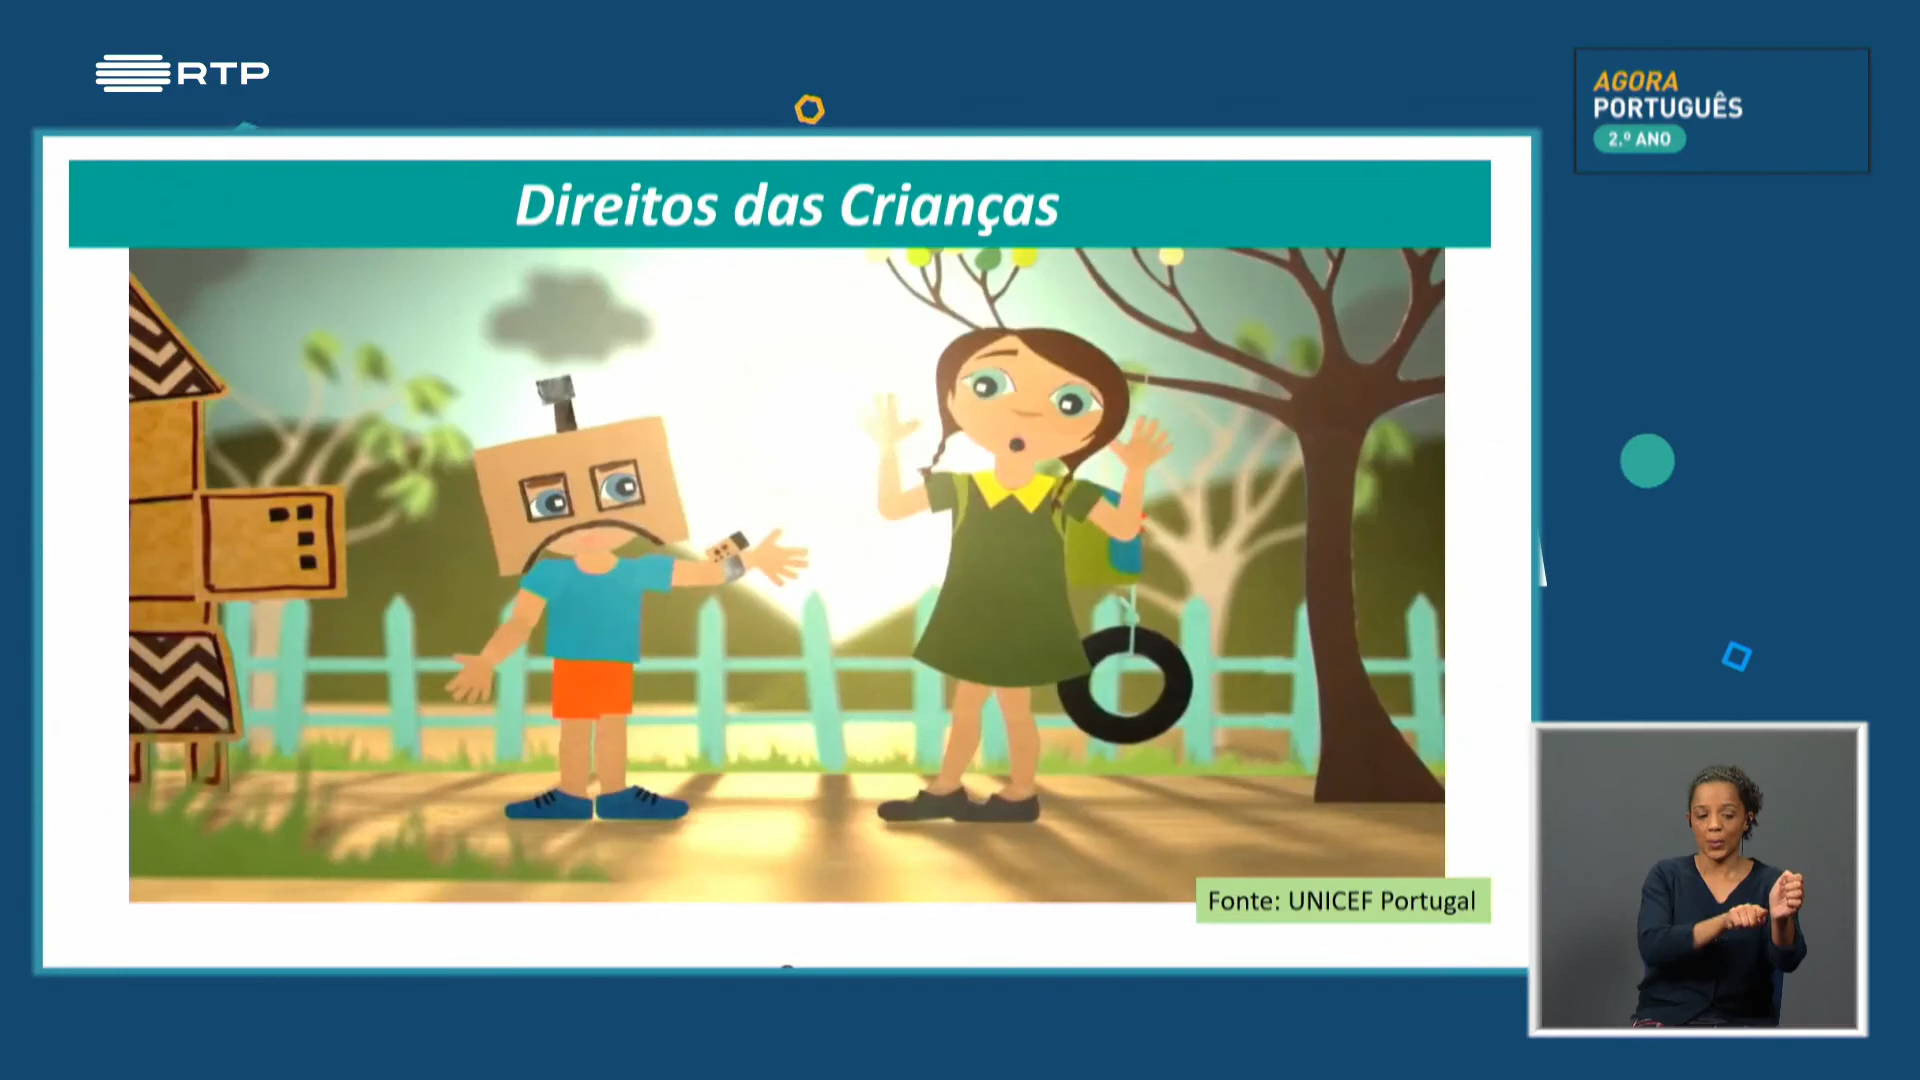 RTP
AGORA
PORTUGUÊS
2.º ANO
Direitos das Crianças
Fonte: UNICEF Portugal